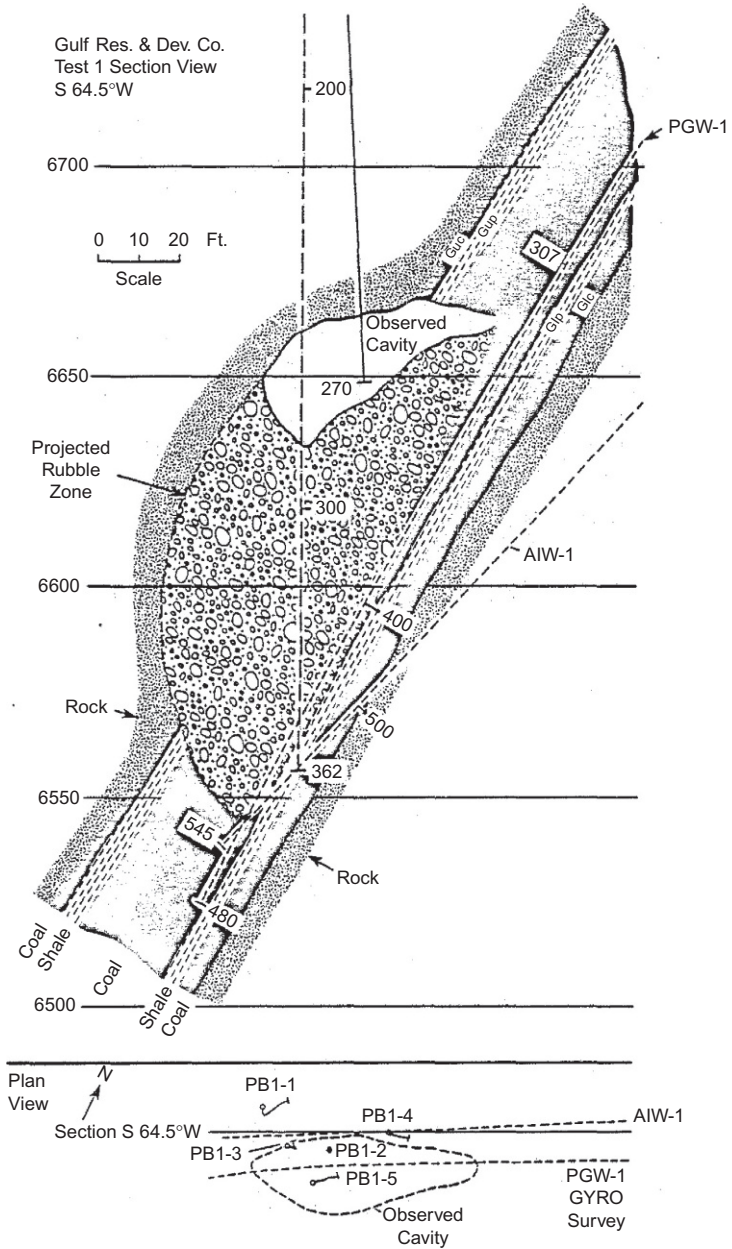 Gulf Res. & Dev. Co.
Test 1 Section View
S 64.5°W
200
PGW-1
6700
0 10 20 Ft.
Scale
Guc
Gup
307
Glp
Glc
Observed
Cavity
6650
270
Projected
Rubble
Zone
300
AIW-1
6600
400
Rock
500
362
6550
545
Rock
480
Coal
Shale
Coal
Shale
Coal
6500
Plan
View
N
PB1-1
PB1-4
AIW-1
Section S 64.5°W
PB1-3
PB1-2
PB1-5
PGW-1
GYRO
Survey
Observed
Cavity